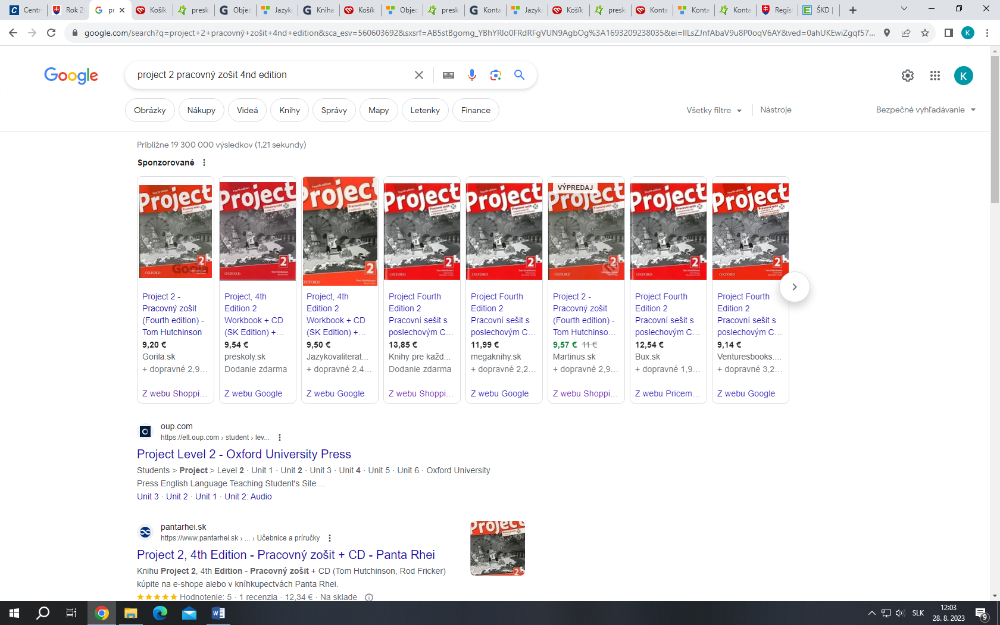 Centr
Rok 2
pr
Košík
presk
Objec
Jazyk
Kniha
Košík
Objec
presk
Konta
Jazyk
Košík
presk
Konta
Konta
Konta
Regis
ŠKD |
google.com/search?q=project+2+pracovný+zošit+4nd+edition&sca_esv=560603692&sxsrf=AB5stBgomg_YBhYRlo0FRdRFgVUN9AgbOg%3A1693209238035&ei=IlLsZJnfAbaV9u8P0oqV6AY&ved=0ahUKEwiZgqf57...
K
Google
project 2 pracovný zošit 4nd edition
K
Obrázky Nákupy Videá Knihy Správy Mapy Letenky Finance
Všetky filtre Nástroje Bezpečné vyhľadávanie
Približne 19 300 000 výsledkov (1,21 sekundy)
Sponzorované
Project 2 -
Pracovný zošit
(Fourth edition) -
Tom Hutchinson
9,20 €
Gorila.sk
+ dopravné 2,9...
Z webu Shoppi...
Project, 4th
Edition 2
Workbook + CD
(SK Edition) +...
9,54 €
preskoly.sk
Dodanie zdarma
Z webu Google
Project, 4th
Edition 2
Workbook + CD
(SK Edition) +...
9,50 €
Jazykovaliterat...
+ dopravné 2,4...
Z webu Google
Project Fourth
Edition 2
Pracovní sešit s
poslechovým C...
13,85 €
Knihy pre každ...
Dodanie zdarma
Z webu Shoppi...
Project Fourth
Edition 2
Pracovní sešit s
poslechovým C...
11,99 €
megaknihy.sk
+ dopravné 2,2...
Z webu Google
VÝPREDAJ
Project 2 -
Pracovný zošit
(Fourth edition) -
Tom Hutchinso...
9,57 € 11 €
Martinus.sk
+ dopravné 2,9...
Z webu Shoppi...
Project Fourth
Edition 2
Pracovní sešit s
poslechovým C...
12,54 €
Bux.sk
+ dopravné 1,9...
Z webu Pricem...
Project Fourth
Edition 2
Pracovní sešit s
poslechovým C...
9,14 €
Venturesbooks....
+ dopravné 3,2...
Z webu Google
oup.com
https://elt.oup.com › student › lev...
Project Level 2 - Oxford University Press
Students > Project > Level 2 · Unit 1 · Unit 2 · Unit 3 · Unit 4 · Unit 5 · Unit 6 · Oxford University
Press English Language Teaching Student's Site ...
Unit 3 · Unit 2 · Unit 1 · Unit 2: Audio
pantarhei.sk
https://www.pantarhei.sk › ... › Učebnice a príručky
Project 2, 4th Edition - Pracovný zošit + CD - Panta Rhei
Knihu Project 2, 4th Edition - Pracovný zošit + CD (Tom Hutchinson, Rod Fricker)
kúpite na e-shope alebo v kníhkupectvách Panta Rhei.
Hodnotenie: 5 · 1 recenzia · 12,34 € · Na sklade
SLK
12:03
28. 8. 2023
9